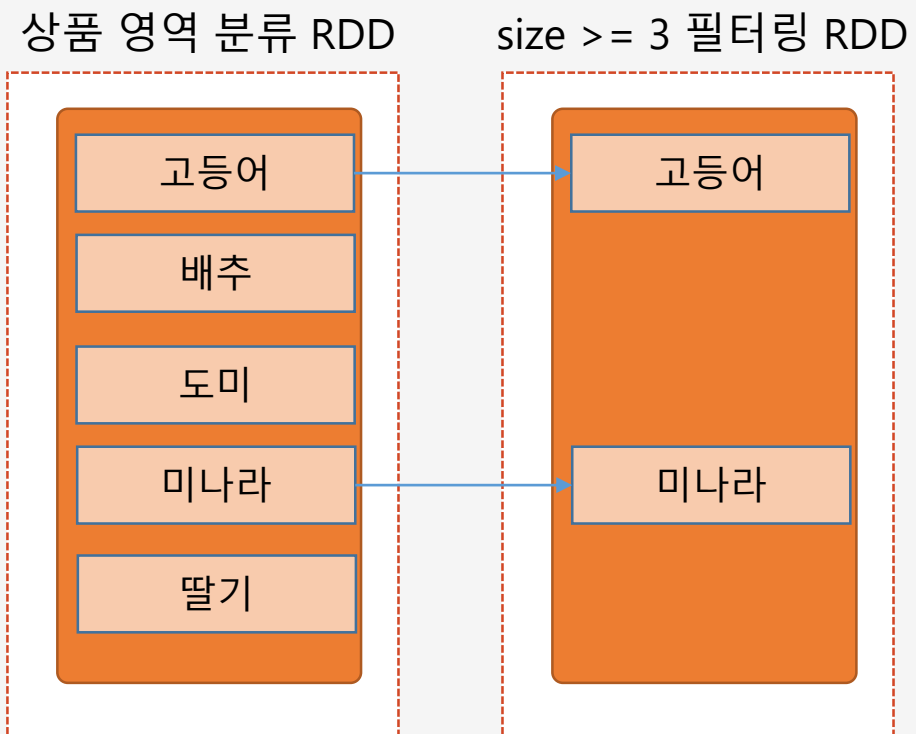 상품 영역 분류 RDD
size >= 3 필터링 RDD
고등어
배추
도미
미나라
딸기
고등어
미나라